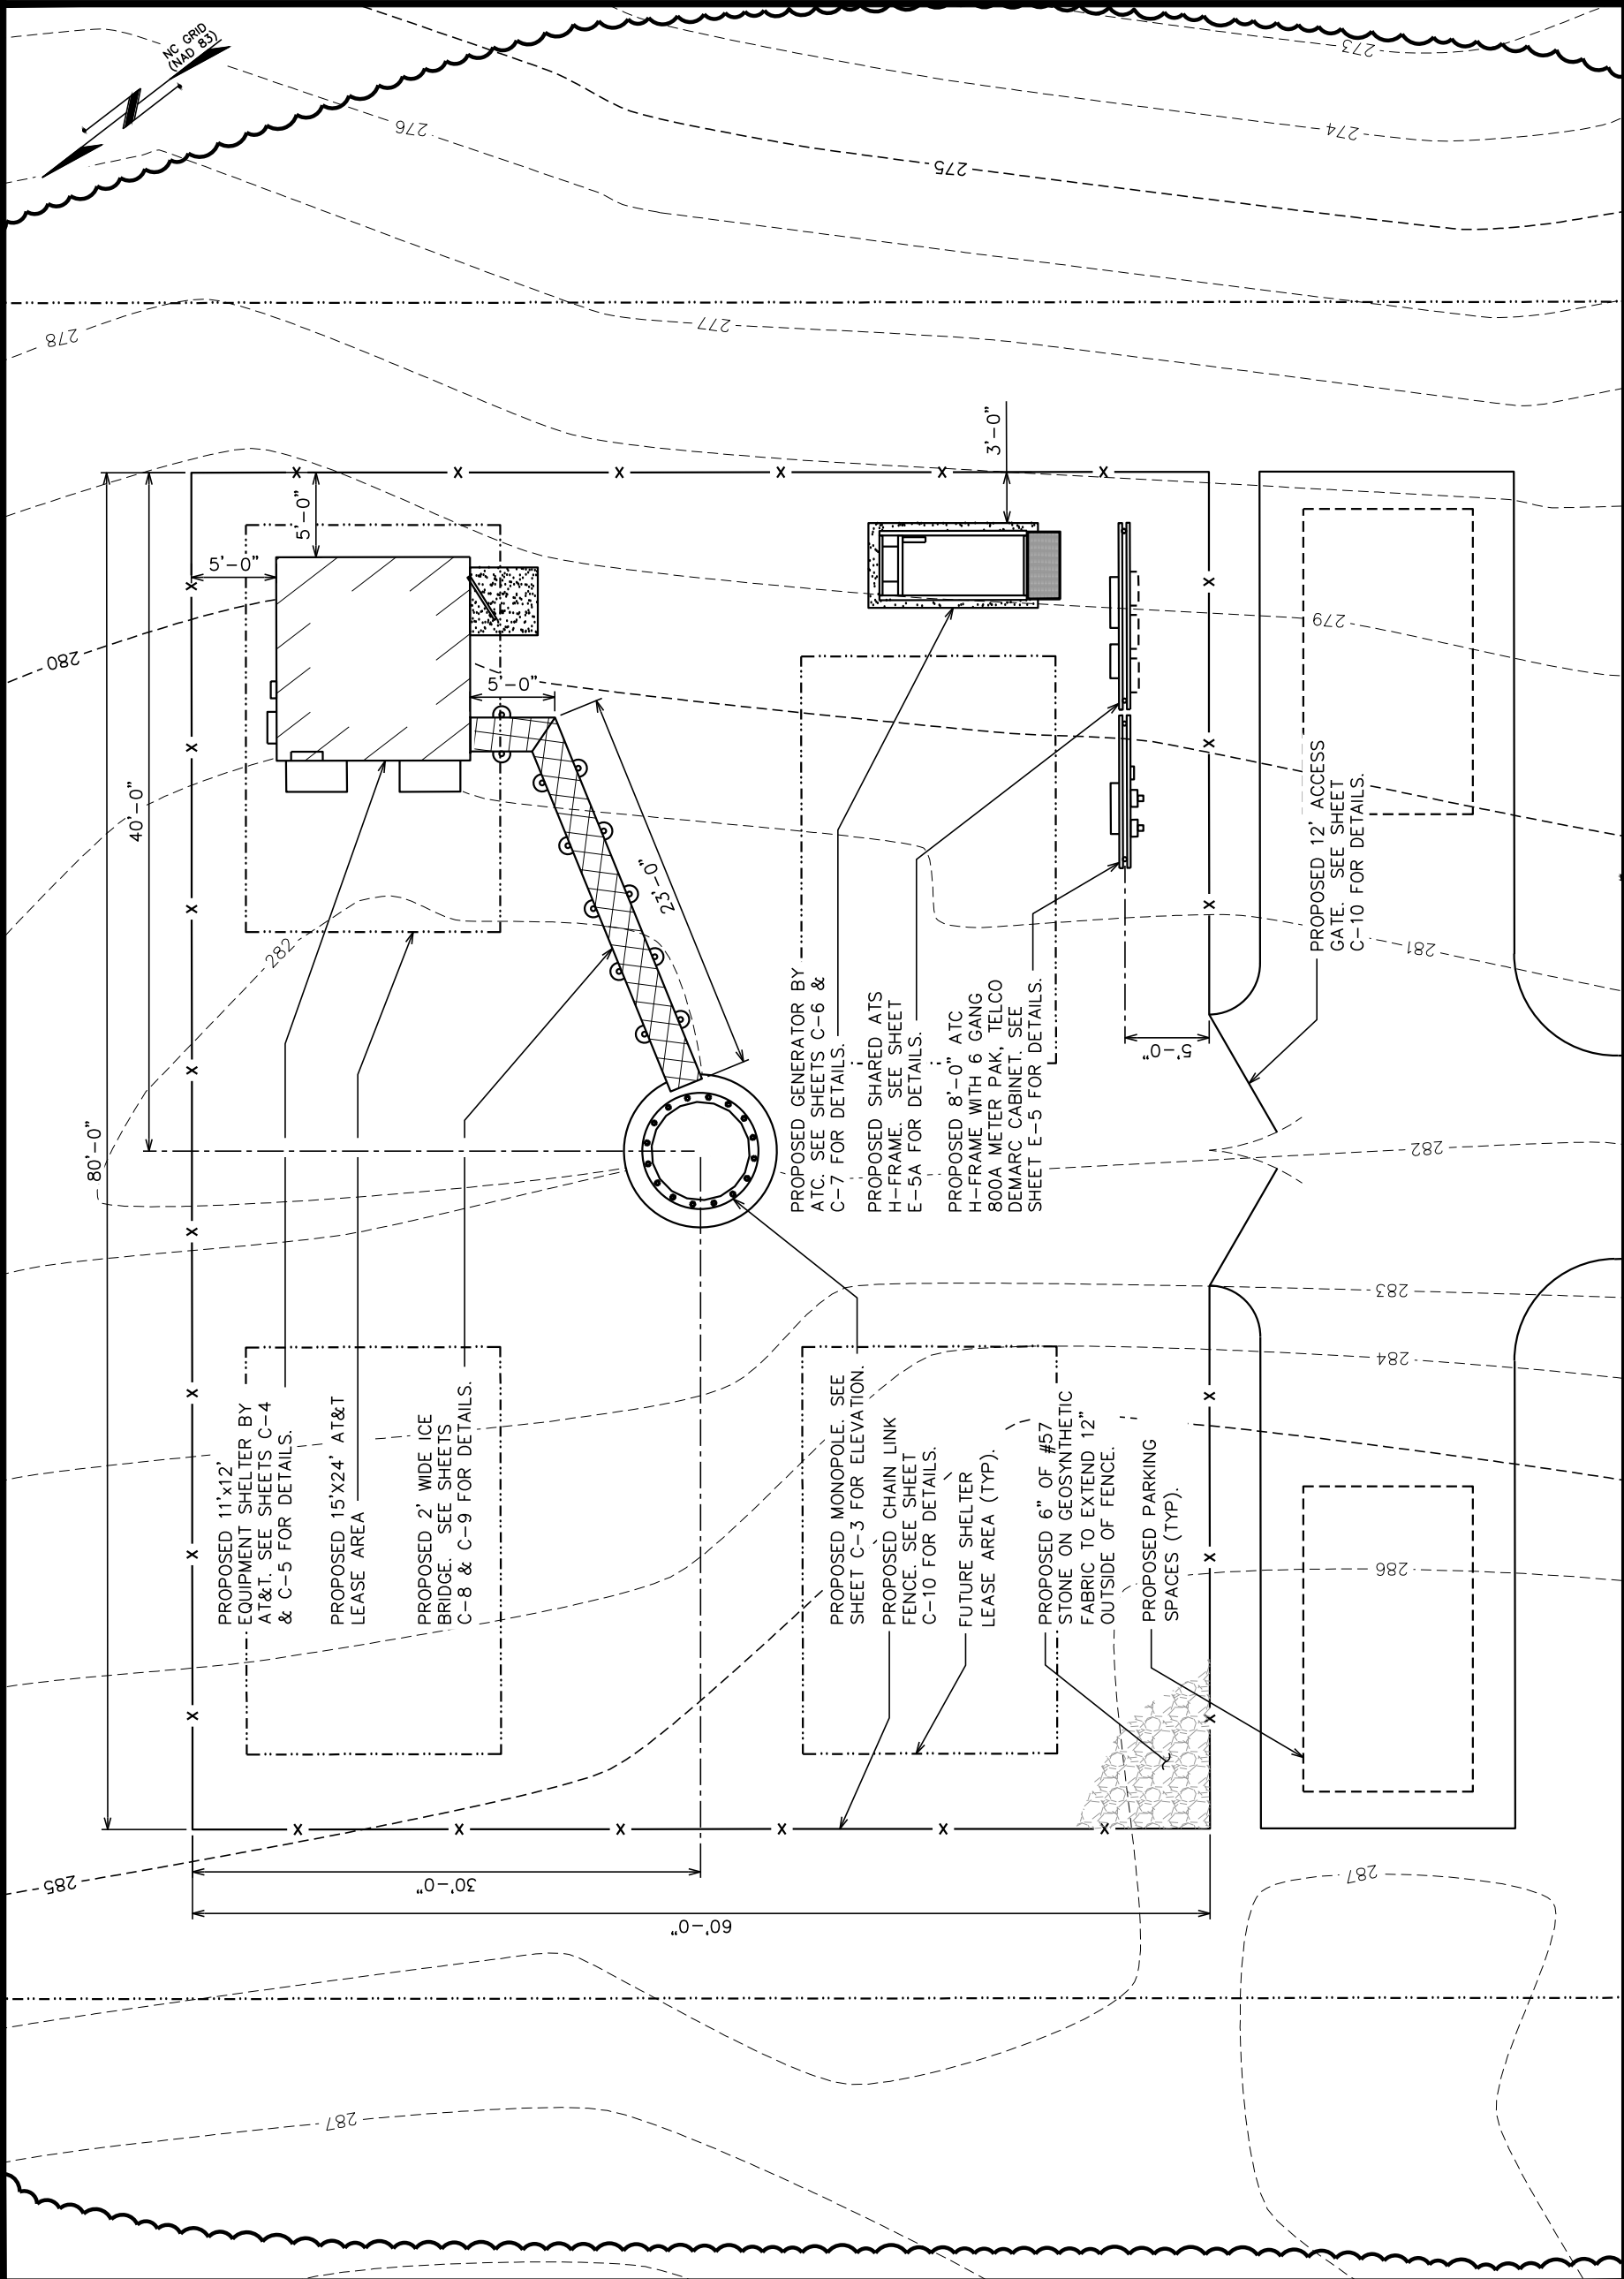 NC GRID
(NAD 83)
273
274
275
276
277
278
279
280
281
282
282
283
284
285
286
287
287
80'-0"
40'-0"
5'-0"
5'-0"
3'-0"
5'-0"
23'-0"
5'-0"
30'-0"
60'-0"
PROPOSED 11'x12'
EQUIPMENT SHELTER BY
AT&T. SEE SHEETS C-4
& C-5 FOR DETAILS.
PROPOSED 15'X24' AT&T
LEASE AREA
PROPOSED 2' WIDE ICE
BRIDGE. SEE SHEETS
C-8 & C-9 FOR DETAILS.
PROPOSED MONOPOLE. SEE
SHEET C-3 FOR ELEVATION.
PROPOSED CHAIN LINK
FENCE. SEE SHEET
C-10 FOR DETAILS.
FUTURE SHELTER
LEASE AREA (TYP).
PROPOSED 6" OF #57
STONE ON GEOSYNTHETIC
FABRIC TO EXTEND 12"
OUTSIDE OF FENCE.
PROPOSED PARKING
SPACES (TYP).
PROPOSED GENERATOR BY
ATC. SEE SHEETS C-6 &
C-7 FOR DETAILS.
PROPOSED SHARED ATS
H-FRAME. SEE SHEET
E-5A FOR DETAILS.
PROPOSED 8'-0" ATC
H-FRAME WITH 6 GANG
800A METER PAK, TELCO
DEMARC CABINET. SEE
SHEET E-5 FOR DETAILS.
PROPOSED 12' ACCESS
GATE. SEE SHEET
C-10 FOR DETAILS.